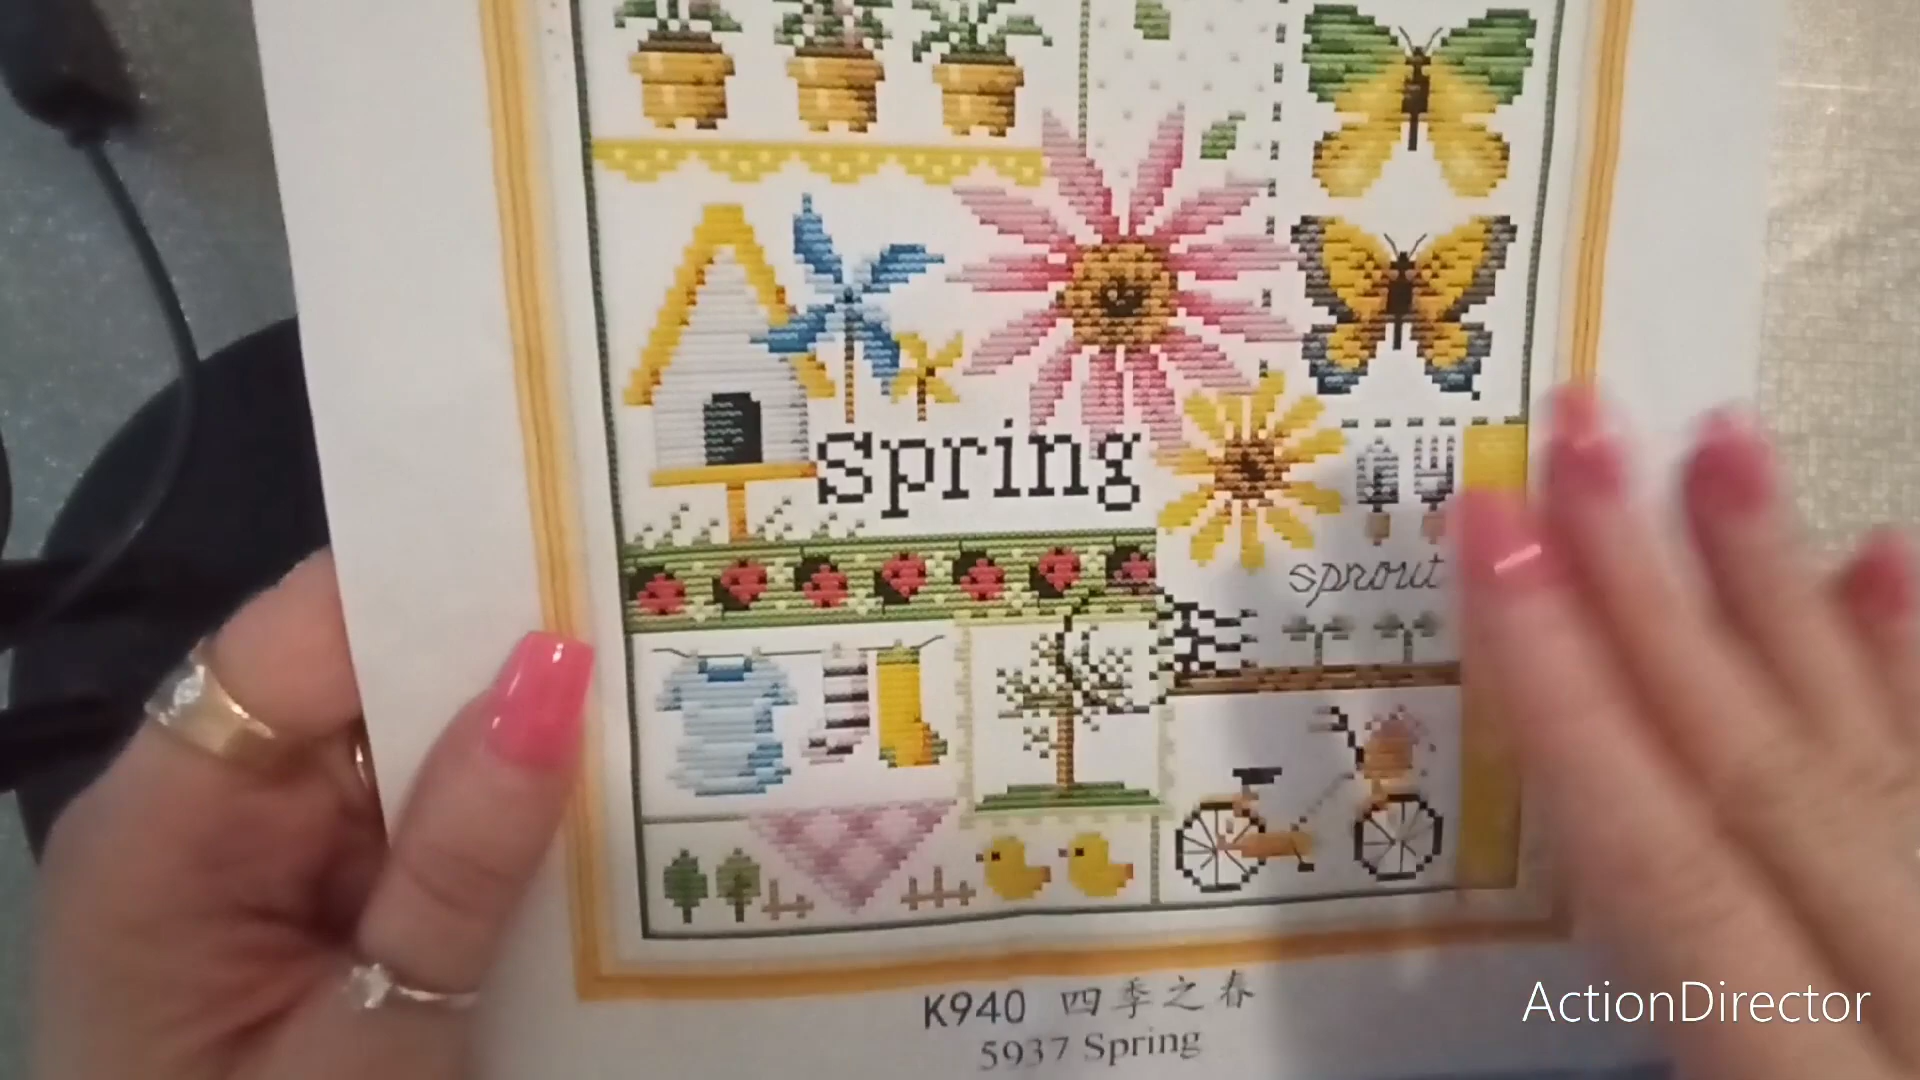 spring
sprout
K940 四季之春
5937 Spring
ActionDirector